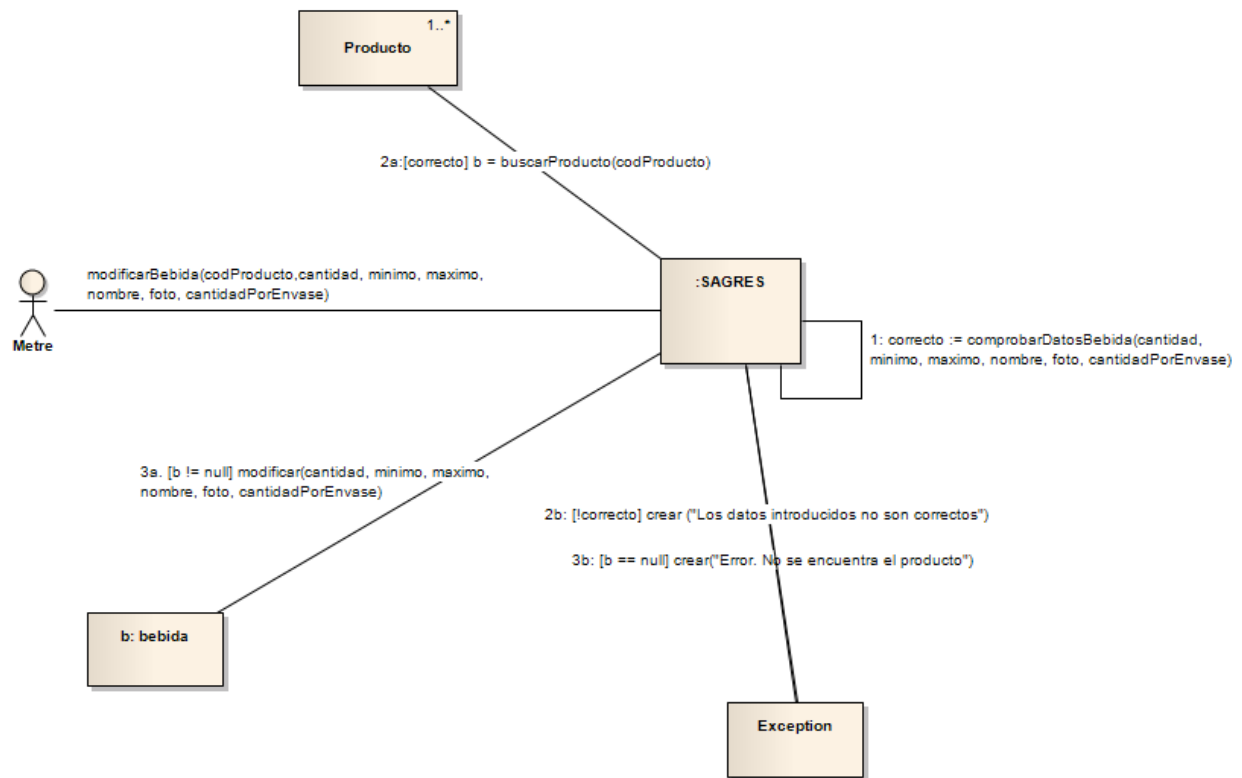 1..*
Producto
2a:[correcto] b = buscarProducto(codProducto)
modificarBebida(codProducto,cantidad, minimo, maximo,
nombre, foto, cantidadPorEnvase)
:SAGRES
Metre
1: correcto := comprobarDatosBebida(cantidad,
minimo, maximo, nombre, foto, cantidadPorEnvase)
3a. [b != null] modificar(cantidad, minimo, maximo,
nombre, foto, cantidadPorEnvase)
2b: [!correcto] crear ("Los datos introducidos no son correctos")
3b: [b == null] crear("Error. No se encuentra el producto")
b: bebida
Exception